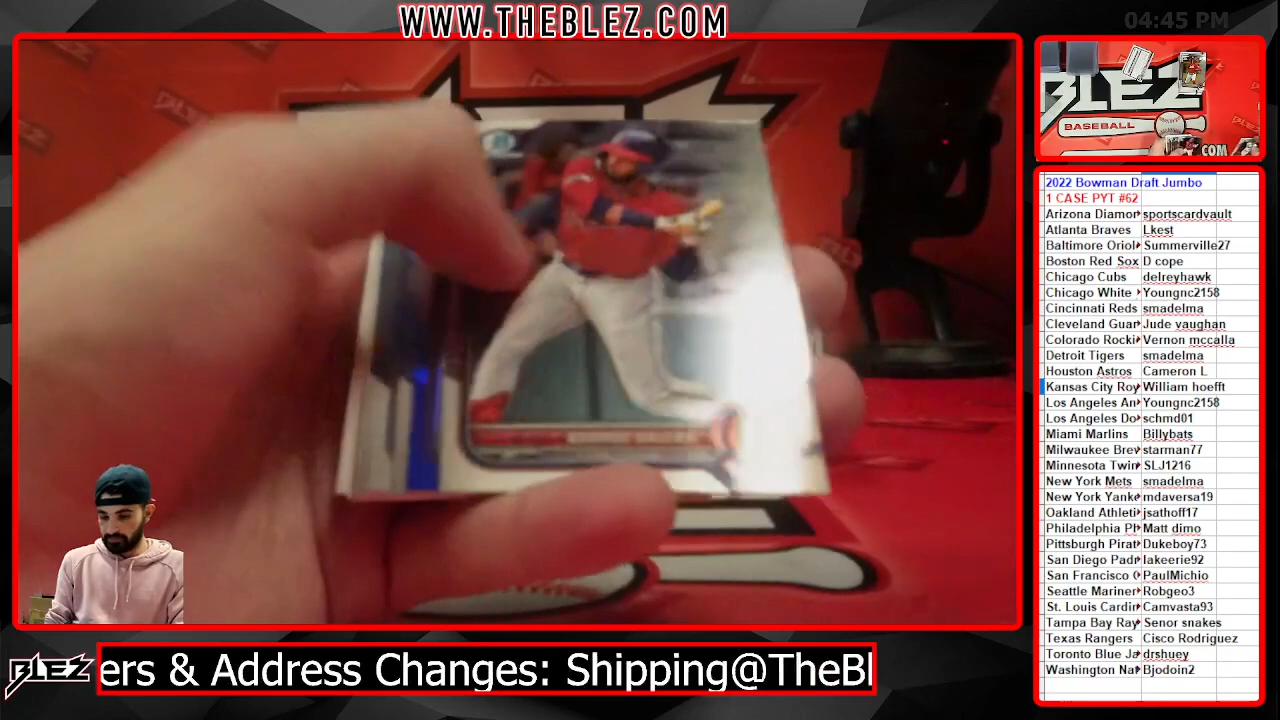 WWW.THEBLEZ.COM
04:45 PM
BLEZ
BASEBALL
COM
2022 Bowman Draft Jumbo
1 CASE PYT #62
Arizona Diamor sportscardvault
Atlanta Braves Lkest
Baltimore Oriol Summerville27
Boston Red Sox D cope
Chicago Cubs delreyhawk
Chicago White Youngnc2158
Cincinnati Reds smadelma
Cleveland Guar Jude vaughan
Colorado Rocki Vernon mccalla
Detroit Tigers smadelma
Houston Astros Cameron L
Kansas City Roy William hoefft
Los Angeles An Youngnc2158
Los Angeles Do schmd01
Miami Marlins Billybats
Milwaukee Brev starman77
Minnesota Twin SLJ1216
New York Mets smadelma
New York Yanke mdaversa19
Oakland Athleti jsathoff17
Philadelphia Ph Matt dimo
Pittsburgh Pirat Dukeboy73
San Diego Padr lakeerie92
San Francisco G PaulMichio
Seattle Mariner Robgeo3
St. Louis Cardin Camvasta93
Tampa Bay Ray Senor snakes
Texas Rangers Cisco Rodriguez
Toronto Blue Ja drshuey
Washington Nat Bjodoin2
BLEZ
ers & Address Changes: Shipping@TheBl